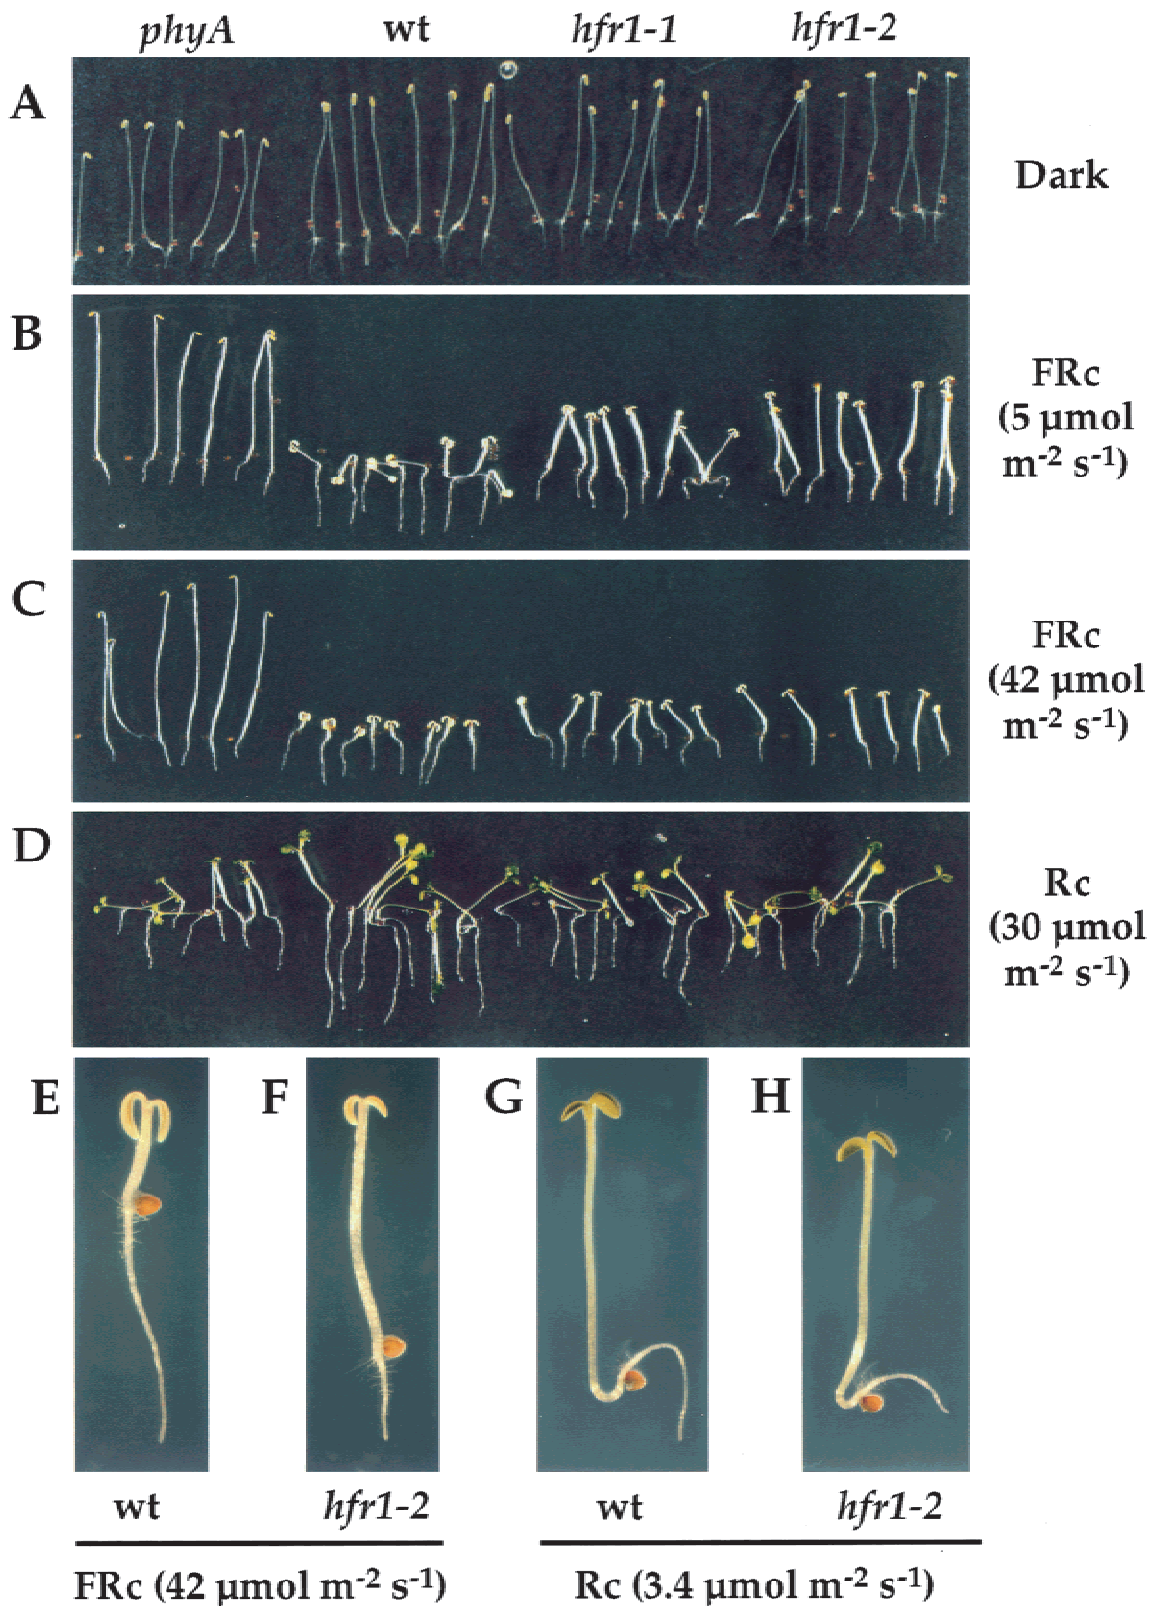 phyA wt hfr1-1 hfr1-2
A
Dark
B
FRc
(5 µmol
m-2 s-1)
C
FRc
(42 µmol
m-2 s-1)
D
Rc
(30 µmol
m-2 s-1)
E F G H
wt hfr1-2 wt hfr1-2
FRc (42 µmol m-2 s-1) Rc (3.4 µmol m-2 s-1)